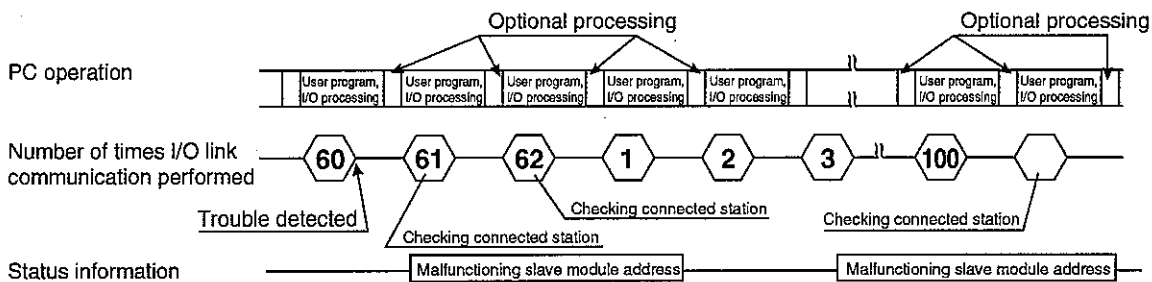 Optional processing
Optional processing
PC operation
User program, I/O processing
User program, I/O processing
User program, I/O processing
User program, I/O processing
User program, I/O processing
User program, I/O processing
User program, I/O processing
Number of times I/O link
communication performed
60
61
62
1
2
3
100
Trouble detected
Checking connected station
Checking connected station
Checking connected station
Status information
Malfunctioning slave module address
Malfunctioning slave module address